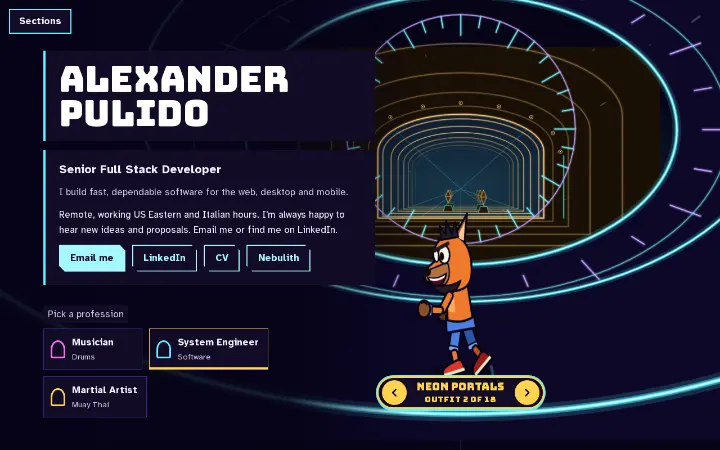 Sections
ALEXANDER
PULIDO
Senior Full Stack Developer
I build fast, dependable software for the web, desktop and mobile.
Remote, working US Eastern and Italian hours. I'm always happy to
hear new ideas and proposals. Email me or find me on LinkedIn.
Email me
LinkedIn
CV
Nebulith
Pick a profession
Musician
Drums
System Engineer
Software
Martial Artist
Muay Thai
NEON PORTALS
OUTFIT 2 OF 18